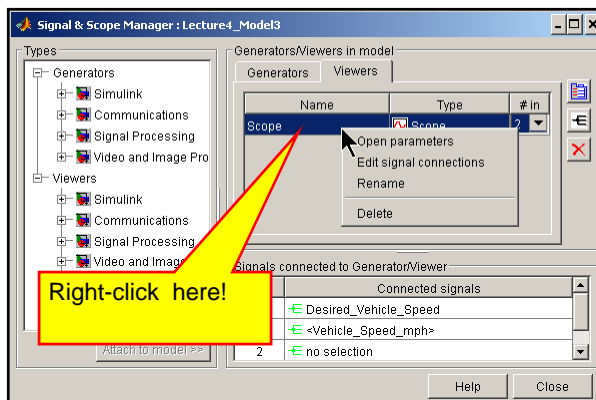 Signal & Scope Manager : Lecture4_Model3
Types
Generators
Simulink
Communications
Signal Processing
Video and Image Pro
Viewers
Simulink
Communications
Signal Processing
Video and Imag
Attach to model >>
Generators/Viewers in model
Generators Viewers
Name Type # in
Scope Scope 2
Open parameters
Edit signal connections
Rename
Delete
Right-click here!
Signals connected to Generator/Viewer
Connected signals
Desired_Vehicle_Speed
<Vehicle_Speed_mph>
2 no selection
Help Close